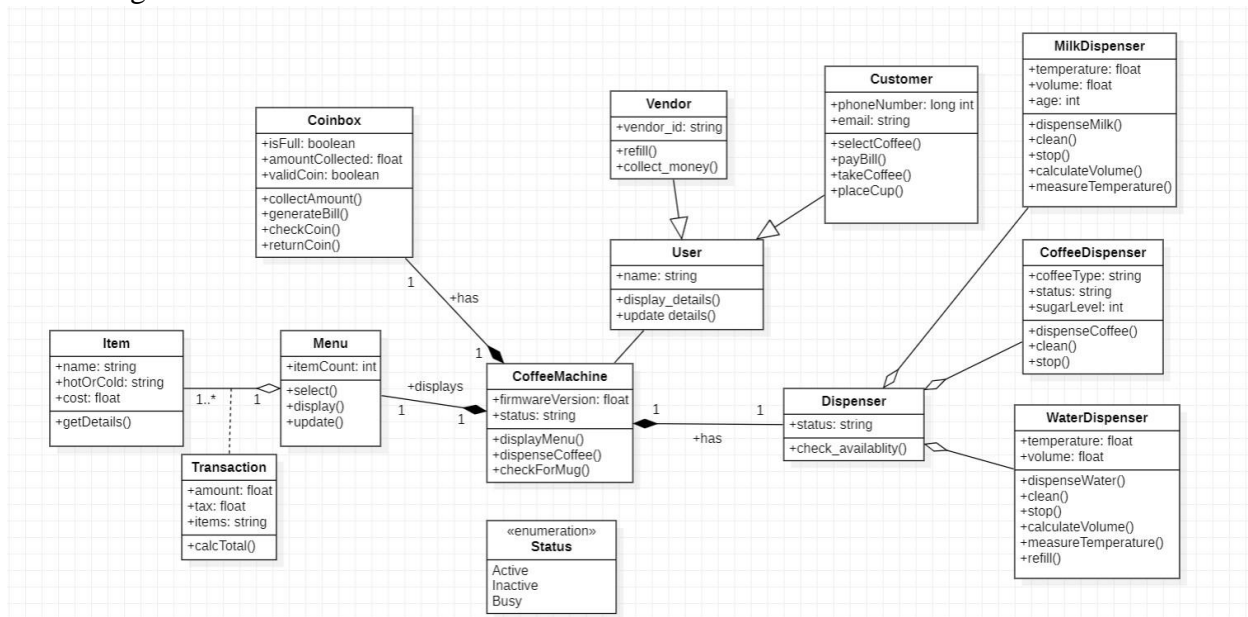 Coinbox
+isFull: boolean
+amountCollected: float
+validCoin: boolean
+collectAmount()
+generateBill()
+checkCoin()
+returnCoin()
Vendor
+vendor_id: string
+refill()
+collect_money()
Customer
+phoneNumber: long int
+email: string
+selectCoffee()
+payBill()
+takeCoffee()
+placeCup()
MilkDispenser
+temperature: float
+volume: float
+age: int
+dispenseMilk()
+clean()
+stop()
+calculateVolume()
+measureTemperature()
User
+name: string
+display_details()
+update details()
CoffeeDispenser
+coffeeType: string
+status: string
+sugarLevel: int
+dispenseCoffee()
+clean()
+stop()
1
+has
1
Item
+name: string
+hotOrCold: string
+cost: float
+getDetails()
1..*
1
Menu
+itemCount: int
+select()
+display()
+update()
+displays
1
1
CoffeeMachine
+firmwareVersion: float
+status: string
+displayMenu()
+dispenseCoffee()
+checkForMug()
1
1
+has
Dispenser
+status: string
+check_availablity()
WaterDispenser
+temperature: float
+volume: float
+dispenseWater()
+clean()
+stop()
+calculateVolume()
+measureTemperature()
+refill()
Transaction
+amount: float
+tax: float
+items: string
+calcTotal()
«enumeration»
Status
Active
Inactive
Busy